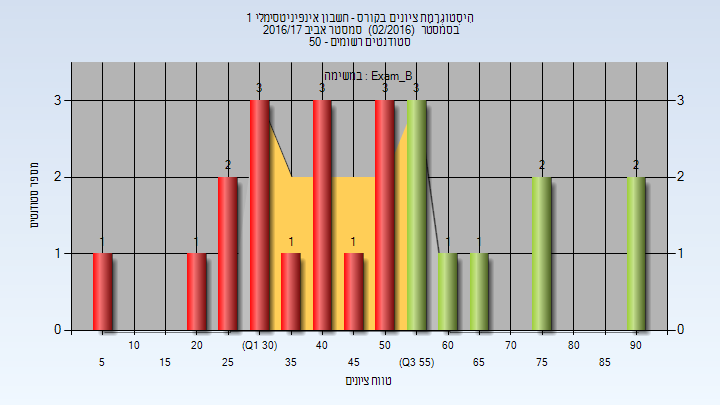 היסטוגרמת ציונים בקורס - חשבון אינפיניטסימלי 1
בסמסטר (02/2016) סמסטר אביב 2016/17
סטודנטים רשומים - 50
במשימה : Exam_B
מספר סטודנטים
3 3
2 2
1 1
0 0
1 1 2 3 1 3 1 3 3 1 1 2 2
10 20 (Q1 30) 40 50 60 70 80 90
5 15 25 35 45 (Q3 55) 65 75 85
טווח ציונים